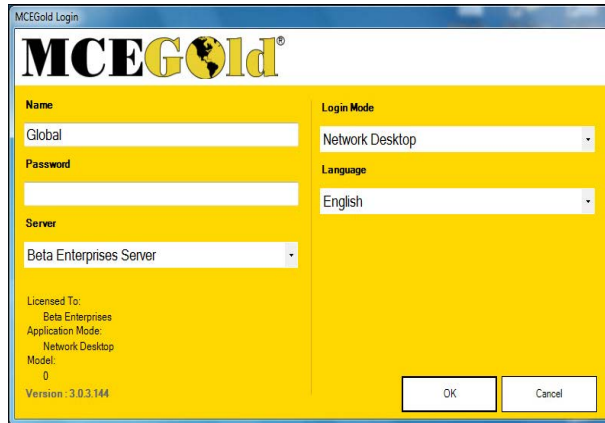 MCEGold Login
MCEGold®
Name
Global
Password
Server
Beta Enterprises Server
Licensed To:
Beta Enterprises
Application Mode:
Network Desktop
Model:
0
Version : 3.0.3.144
Login Mode
Network Desktop
Language
English
OK
Cancel